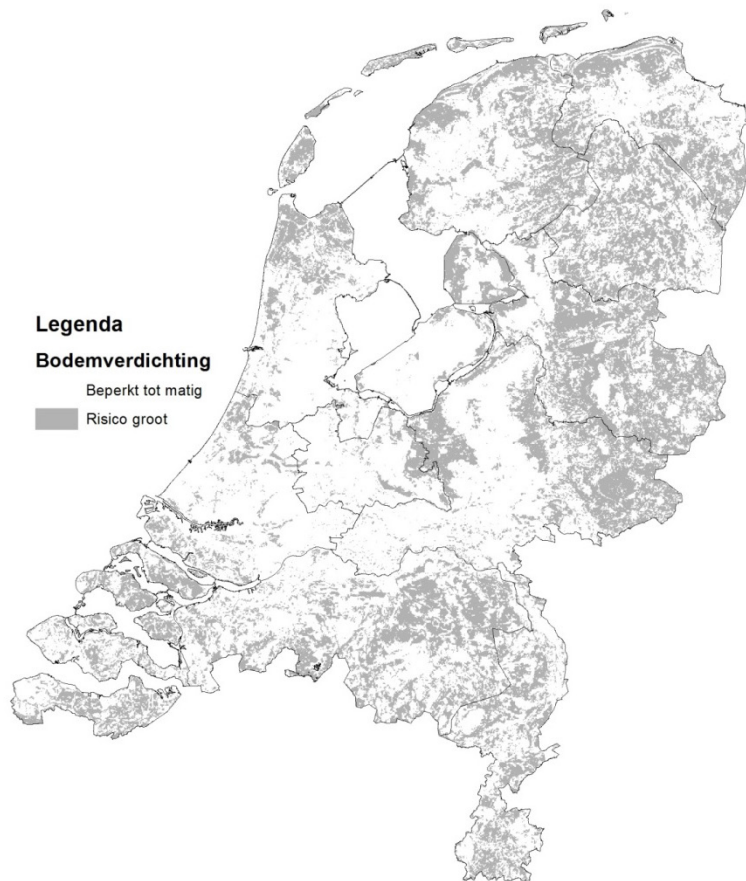 Legenda
Bodemverdichting
Beperkt tot matig
Risico groot